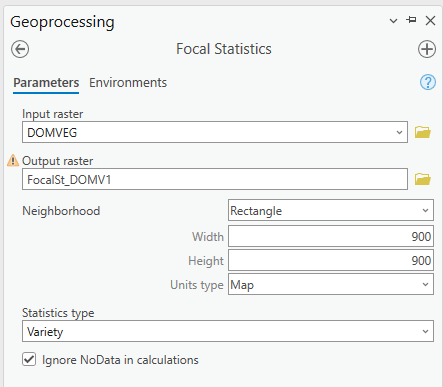 Geoprocessing
Focal Statistics
Parameters Environments
Input raster
DOMVEG
Output raster
FocalSt_DOMV1
Neighborhood Rectangle
Width 900
Height 900
Units type Map
Statistics type
Variety
Ignore NoData in calculations